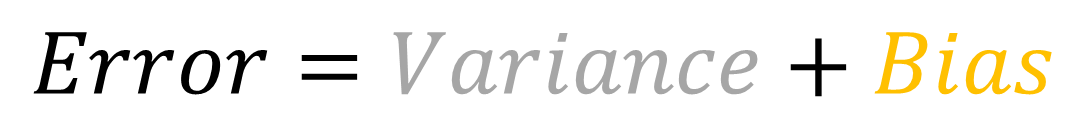 Error = Variance + Bias